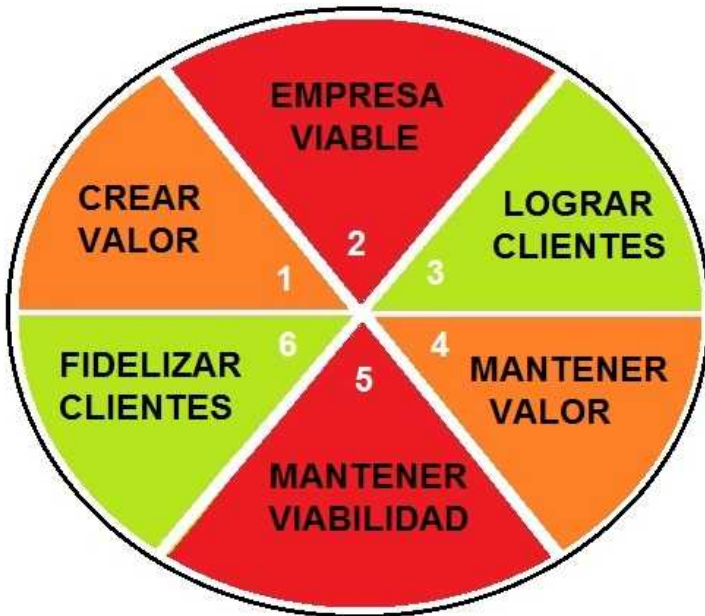 CREAR
VALOR
1
EMPRESA
VIABLE
2
LOGRAR
CLIENTES
3
MANTENER
VALOR
4
MANTENER
VIABILIDAD
5
FIDELIZAR
CLIENTES
6